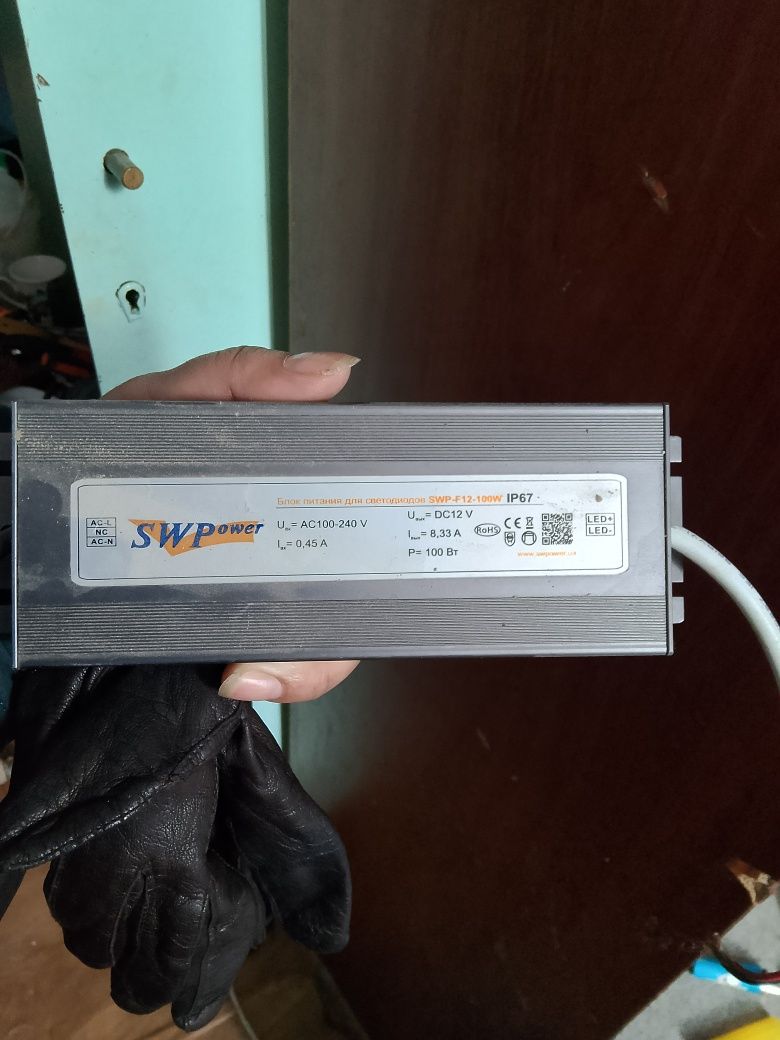 Блок питания для светодиодов SWP-F12-100W IP67
AC-L
NC
AC-N
SWPower
Uвх= AC100-240 V
Iвх= 0,45 A
Uвых= DC12 V
Iвых= 8,33 A
P= 100 Вт
RoHS
CE
www.swpower.ua
LED+
LED-